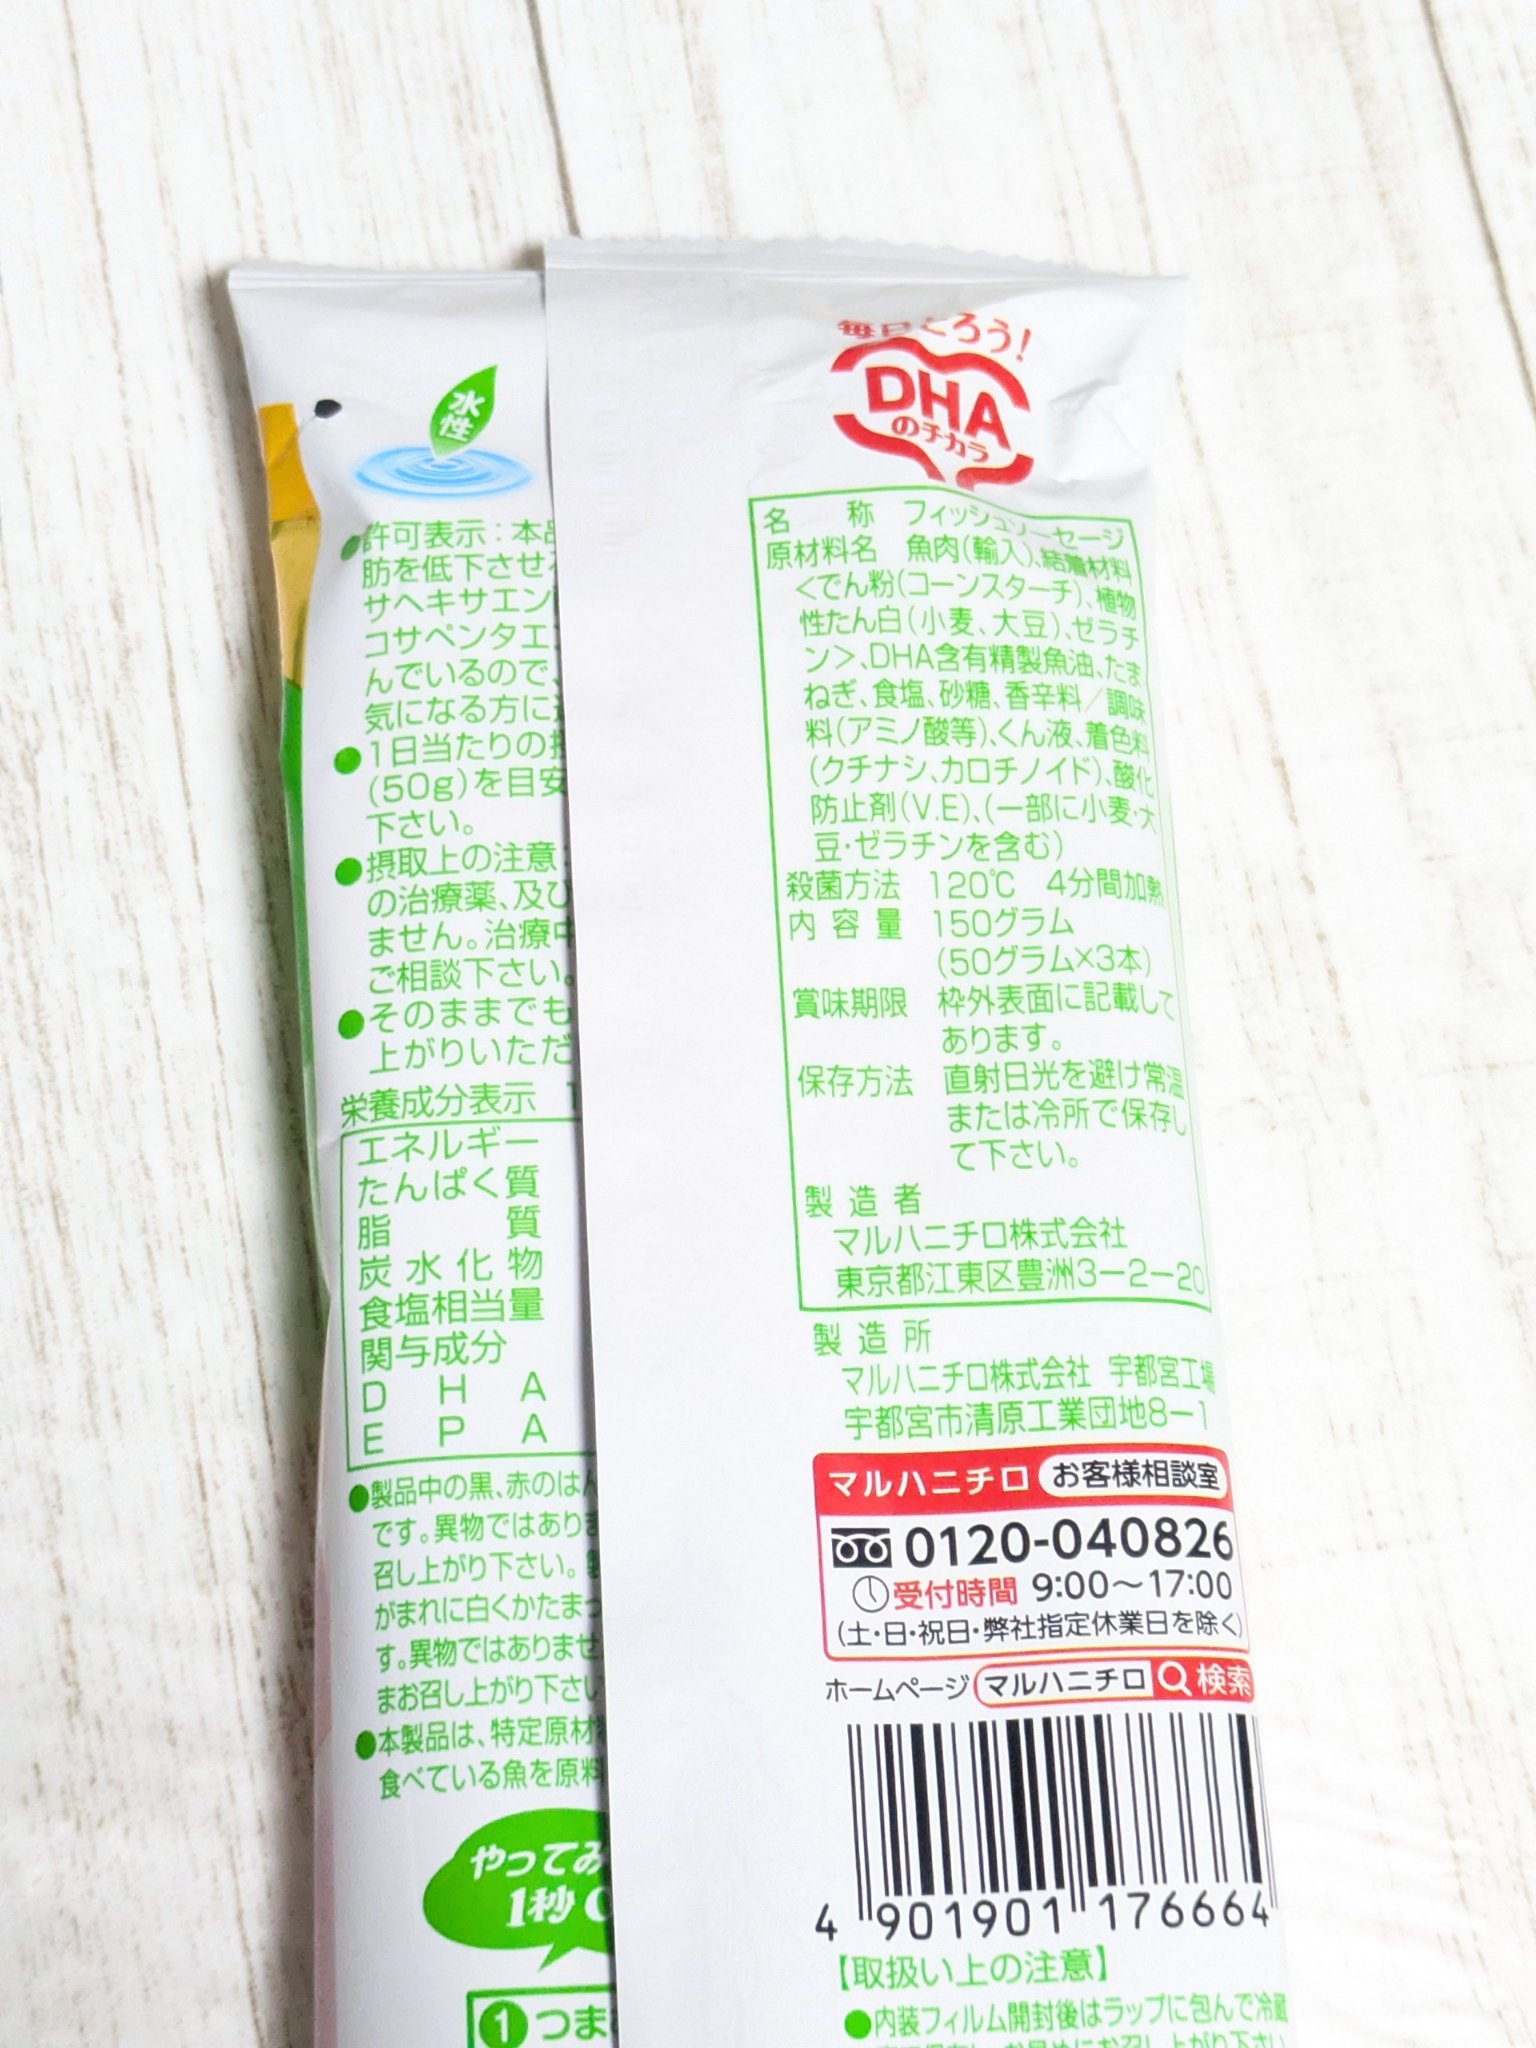 水
性
●許可表示：本
肪を低下させ
サヘキサエン
コサペンタエ
んでいるので、
気になる方に
●1日当たりの
(50g)を目安
下さい。
●摂取上の注意
の治療薬、及び
ません。治療中
ご相談下さい。
●そのままでも
上がりいただ
栄養成分表示
エネルギー
たんぱく質
脂質
炭水化物
食塩相当量
関与成分
DHA
EPA
●製品中の黒、赤のはん
です。異物ではありま
召し上がり下さい。
がまれに白くかたまっ
す。異物ではありませ
まお召し上がり下さい
●本製品は、特定原材
食べている魚を原料
やってみ
1秒
1 つま
毎日とろう!
DHA
のチカラ
名称 フィッシュソーセージ
原材料名 魚肉(輸入)、結着材料
<でん粉(コーンスターチ)、植物
性たん白(小麦、大豆)、ゼラチ
ン>、DHA含有精製魚油、たま
ねぎ、食塩、砂糖、香辛料／調味
料(アミノ酸等)、くん液、着色料
(クチナシ、カロチノイド)、酸化
防止剤(V.E)、(一部に小麦・大
豆・ゼラチンを含む)
殺菌方法 120℃ 4分間加熱
内容量 150グラム
(50グラム×3本)
賞味期限 枠外表面に記載して
あります。
保存方法 直射日光を避け常温
または冷所で保存し
て下さい。
製造者
マルハニチロ株式会社
東京都江東区豊洲3－2－20
製造所
マルハニチロ株式会社 宇都宮工場
宇都宮市清原工業団地8－1
マルハニチロ お客様相談室
0120-040826
受付時間 9:00～17:00
(土・日・祝日・弊社指定休業日を除く)
ホームページ マルハニチロ 検索
4 901901 176664
【取扱い上の注意】
●内装フィルム開封後はラップに包んで冷蔵